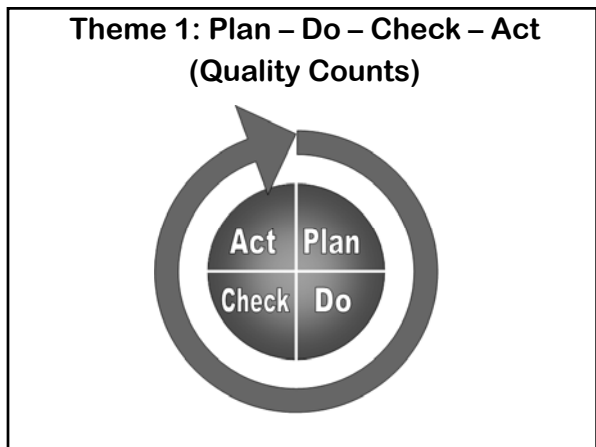 Theme 1: Plan – Do – Check – Act
(Quality Counts)
Act Plan
Check Do